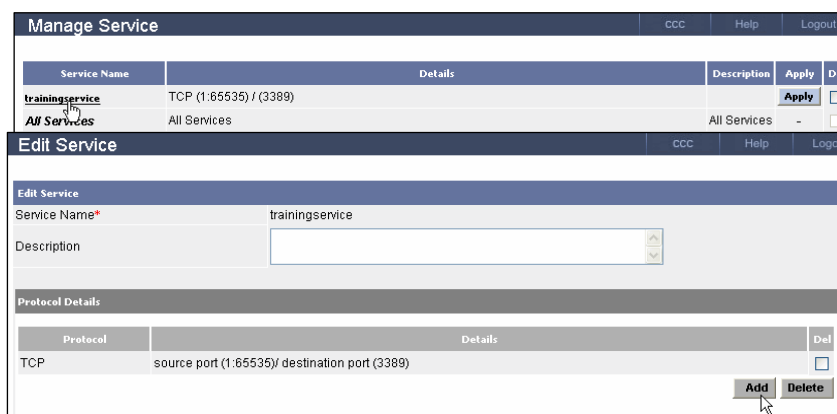 Manage Service ccc Help Logout
Service Name Details Description Apply D
trainingservice TCP (1:65535) / (3389) Apply
All Services All Services All Services -
Edit Service ccc Help Logo
Edit Service
Service Name* trainingservice
Description
Protocol Details
Protocol Details Del
TCP source port (1:65535)/ destination port (3389)
Add Delete